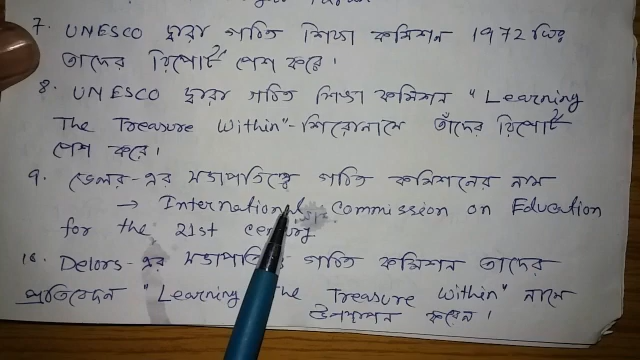 7. UNESCO দ্বারা গঠিত শিক্ষা কমিশন 1972 খ্রিঃ
তাদের রিপোর্ট পেশ করে।
8. UNESCO দ্বারা গঠিত শিক্ষা কমিশন "Learning
The Treasure Within"-শিরোনামে তাঁদের রিপোর্ট
পেশ করে।
9. ডেলর-এর সভাপতিত্বে গঠিত কমিশনের নাম
→ International Commission on Education
for the 21st century
10. Delors-এর গঠিত কমিশন তাদের
প্রতিবেদন "Learning The Treasure Within" নামে
উপস্থাপন করেন।